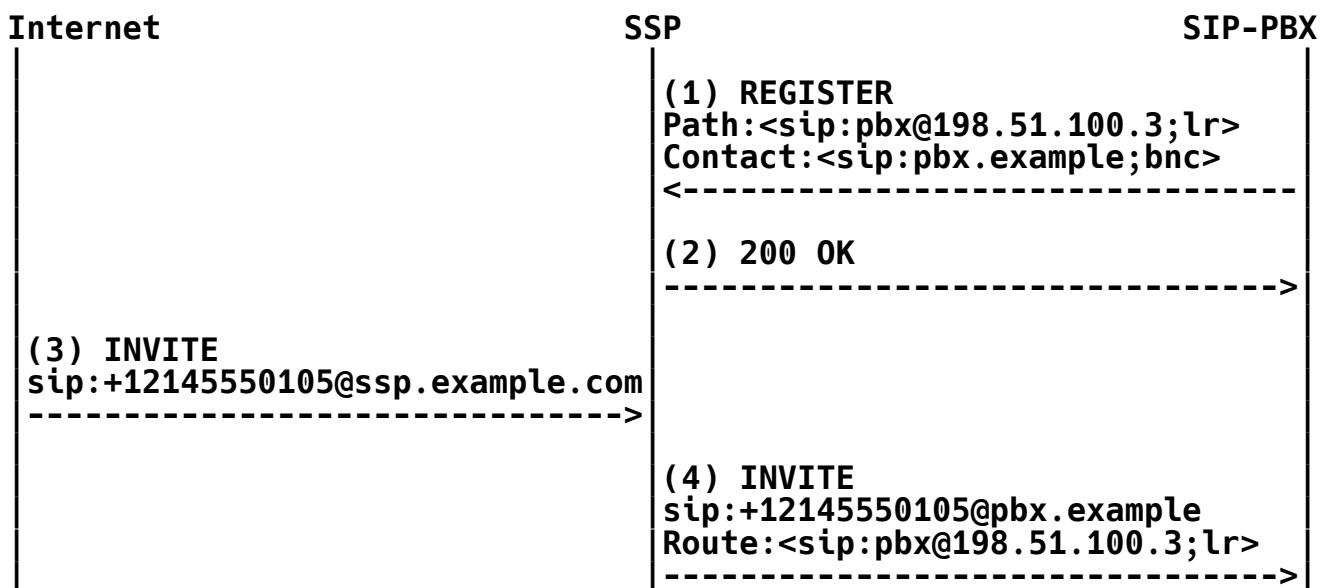 Internet SSP SIP-PBX
(1) REGISTER
Path:<sip:pbx@198.51.100.3;lr>
Contact:<sip:pbx.example;bnc>
<--------------------------------
(2) 200 OK
-------------------------------->
(3) INVITE
sip:+12145550105@ssp.example.com
------------------------------->
(4) INVITE
sip:+12145550105@pbx.example
Route:<sip:pbx@198.51.100.3;lr>
-------------------------------->